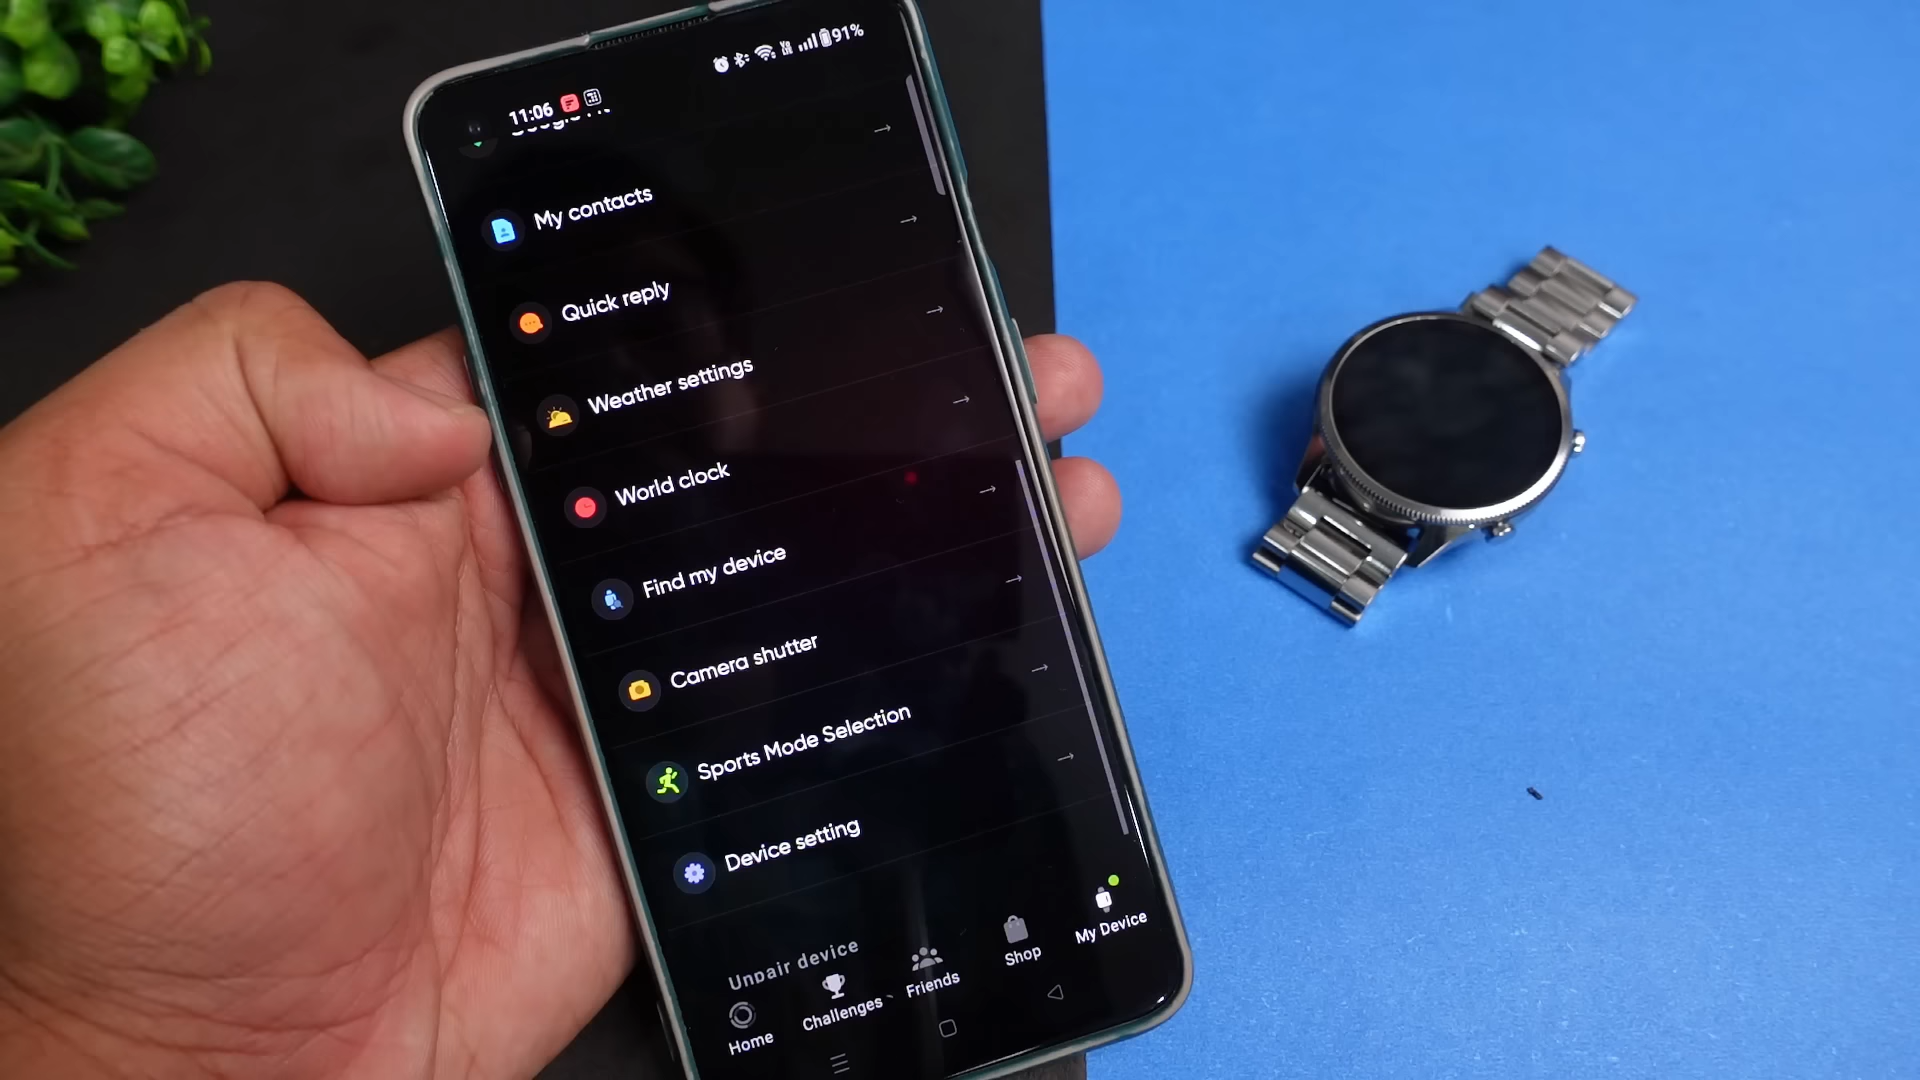 91%
11:06
My contacts
Quick reply
Weather settings
World clock
Find my device
Camera shutter
Sports Mode Selection
Device setting
Unpair device
Home
Challenges
Friends
Shop
My Device